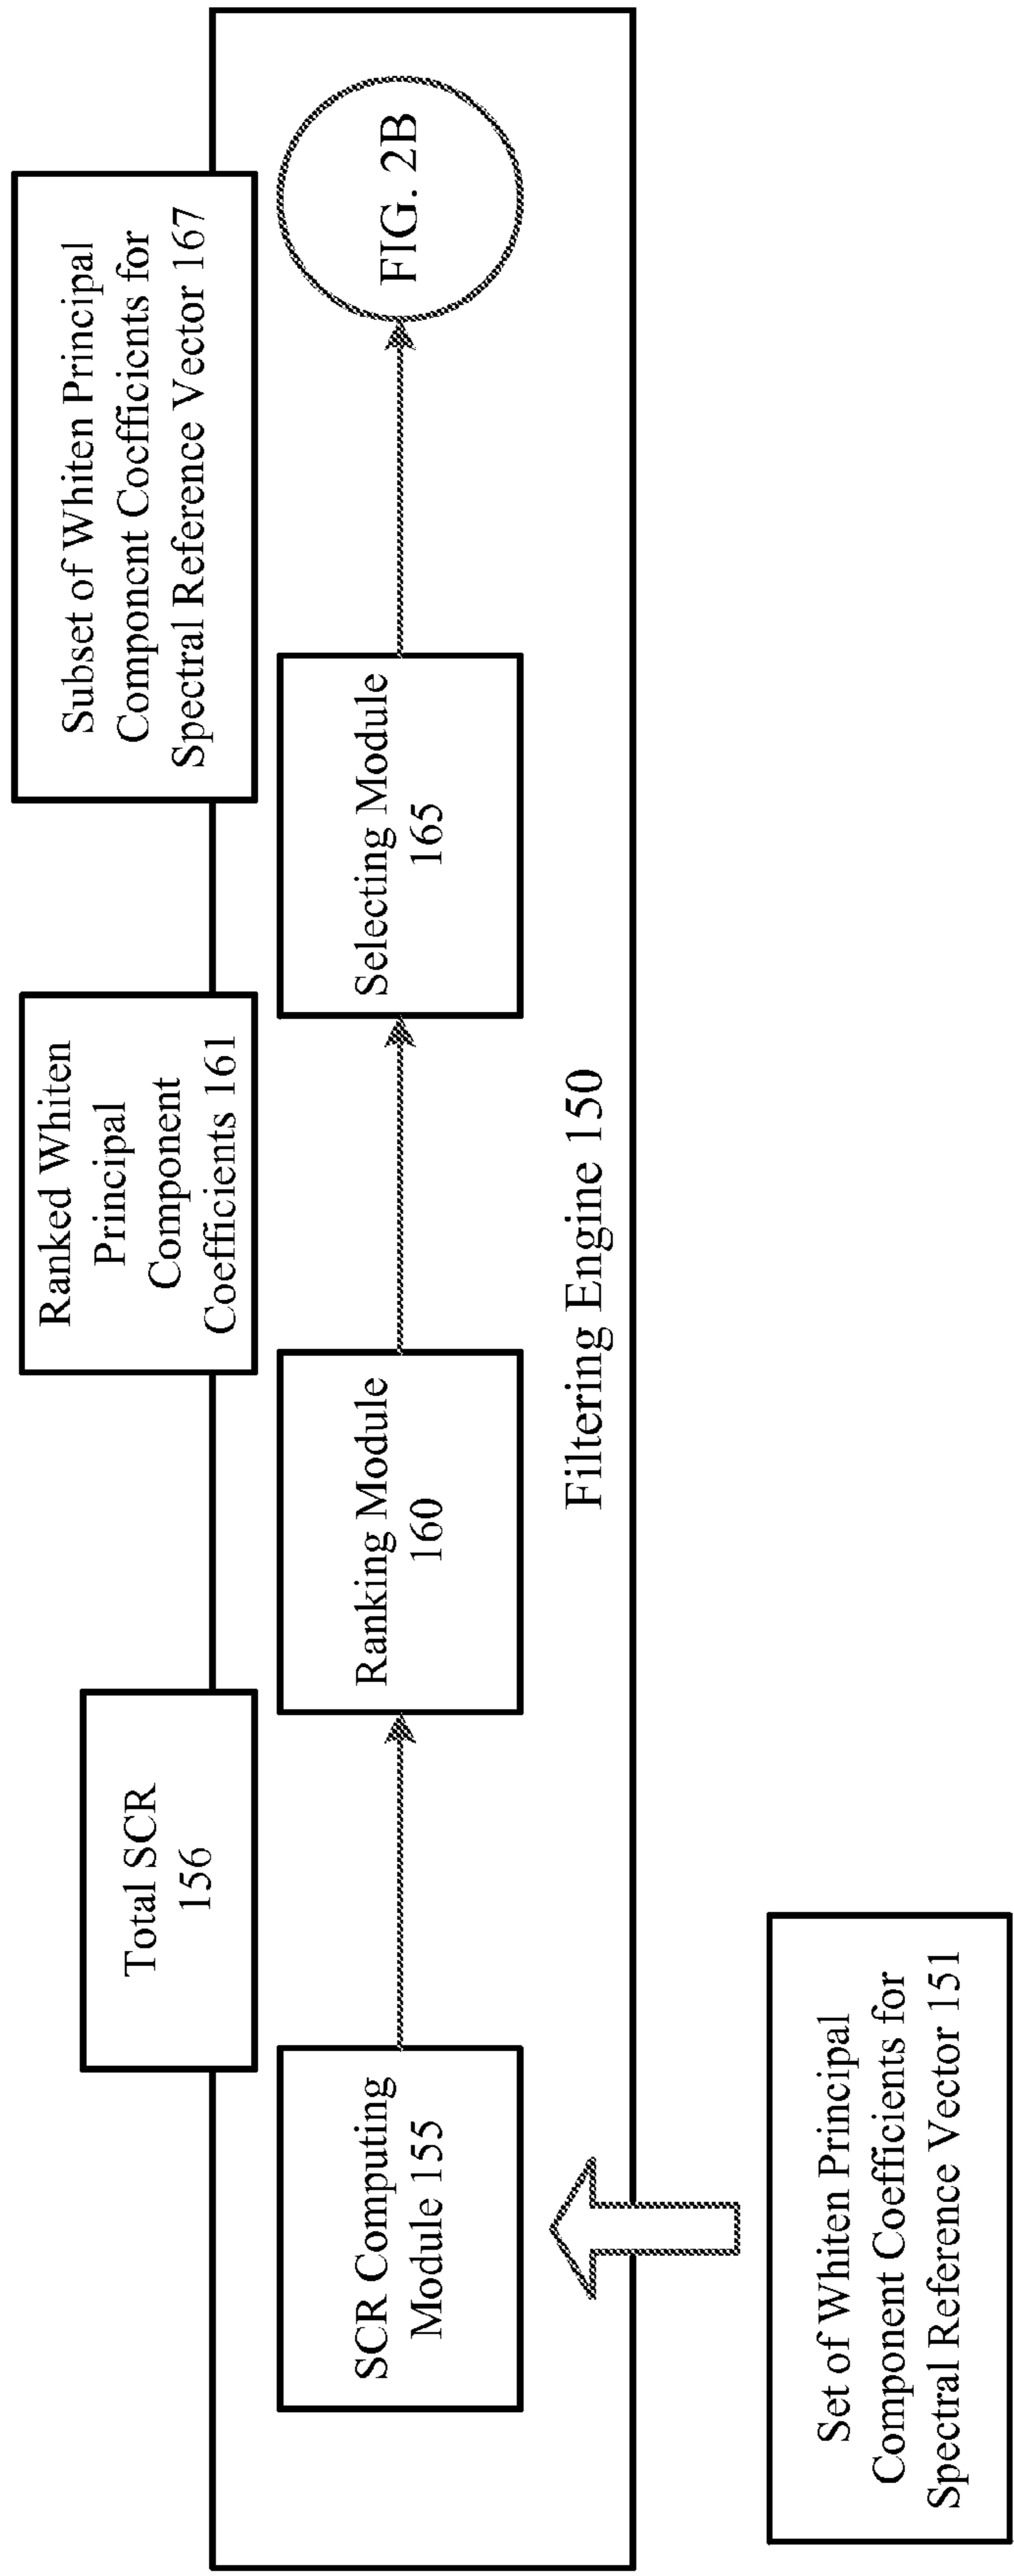 Total SCR
156
Ranked Whiten
Principal
Component
Coefficients 161
Subset of Whiten Principal
Component Coefficients for
Spectral Reference Vector 167
SCR Computing
Module 155
Ranking Module
160
Selecting Module
165
FIG. 2B
Filtering Engine 150
Set of Whiten Principal
Component Coefficients for
Spectral Reference Vector 151